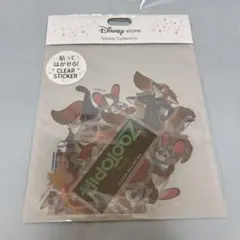 Disney store
Sticker Collection
貼って
はがせる!
CLEAR
STICKER
ZOOTOPIA